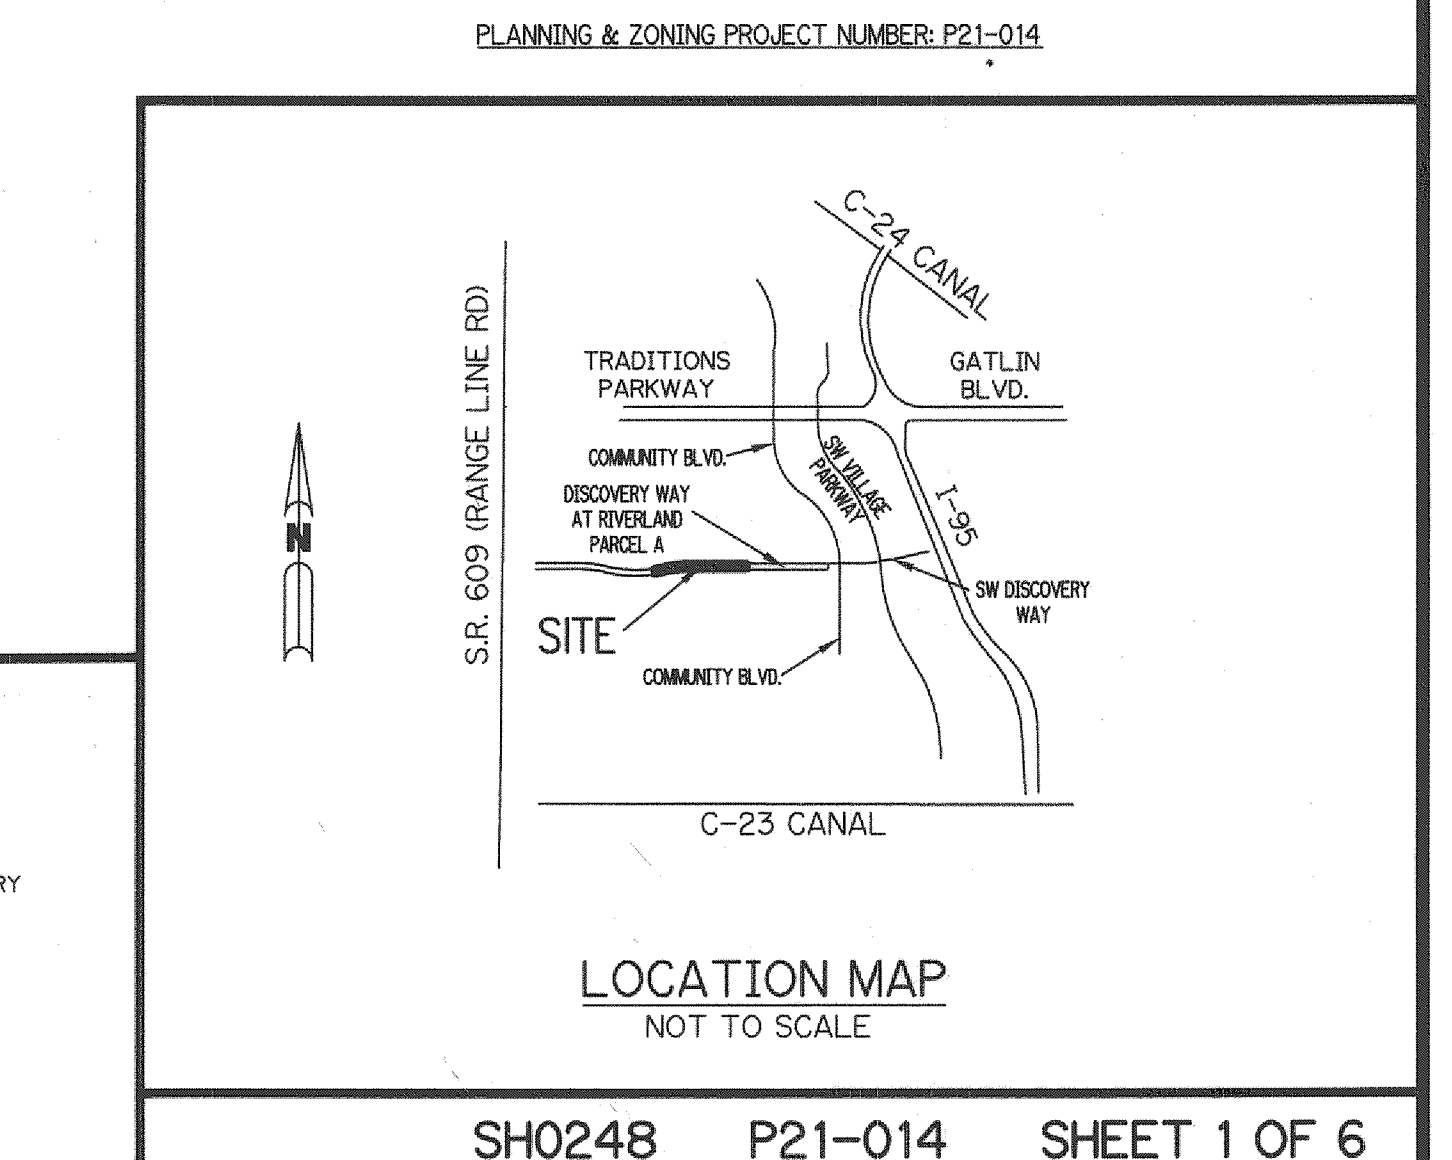 PLANNING & ZONING PROJECT NUMBER: P21-014
C-24 CANAL
S.R. 609 (RANGE LINE RD)
TRADITIONS
PARKWAY
GATLIN
BLVD.
COMMUNITY BLVD.
SW VILLAGE
PARKWAY
DISCOVERY WAY
AT RIVERLAND
PARCEL A
I-95
N
SW DISCOVERY
WAY
SITE
COMMUNITY BLVD.
C-23 CANAL
RY
LOCATION MAP
NOT TO SCALE
SH0248 P21-014 SHEET 1 OF 6